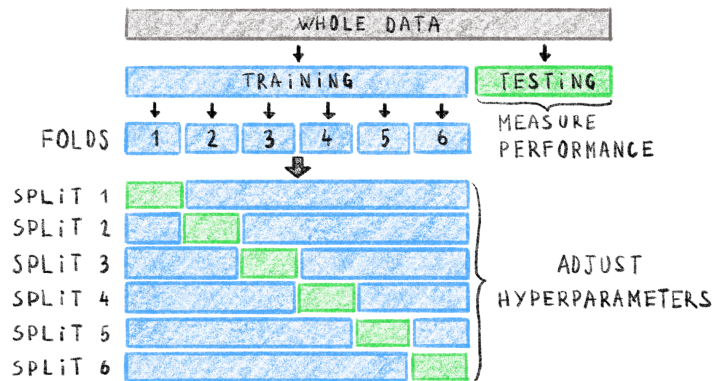 WHOLE DATA
TRAINING TESTING
FOLDS 1 2 3 4 5 6
MEASURE
PERFORMANCE
SPLIT 1
SPLIT 2
SPLIT 3
SPLIT 4
SPLIT 5
SPLIT 6
ADJUST
HYPERPARAMETERS